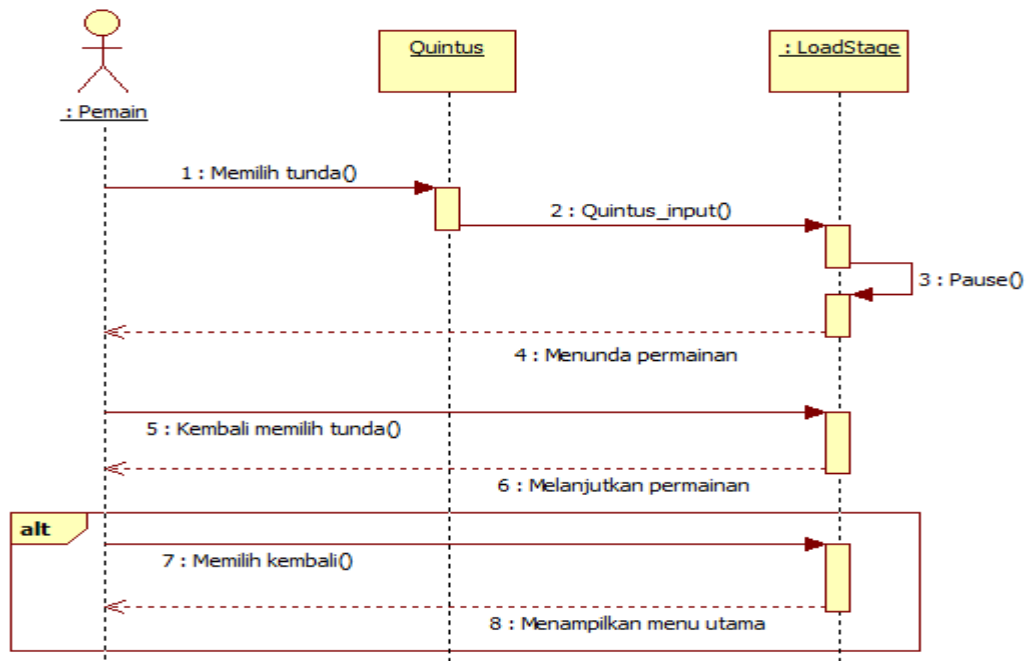 : Pemain
Quintus
: LoadStage
1 : Memilih tunda()
2 : Quintus_input()
3 : Pause()
4 : Menunda permainan
5 : Kembali memilih tunda()
6 : Melanjutkan permainan
alt
7 : Memilih kembali()
8 : Menampilkan menu utama